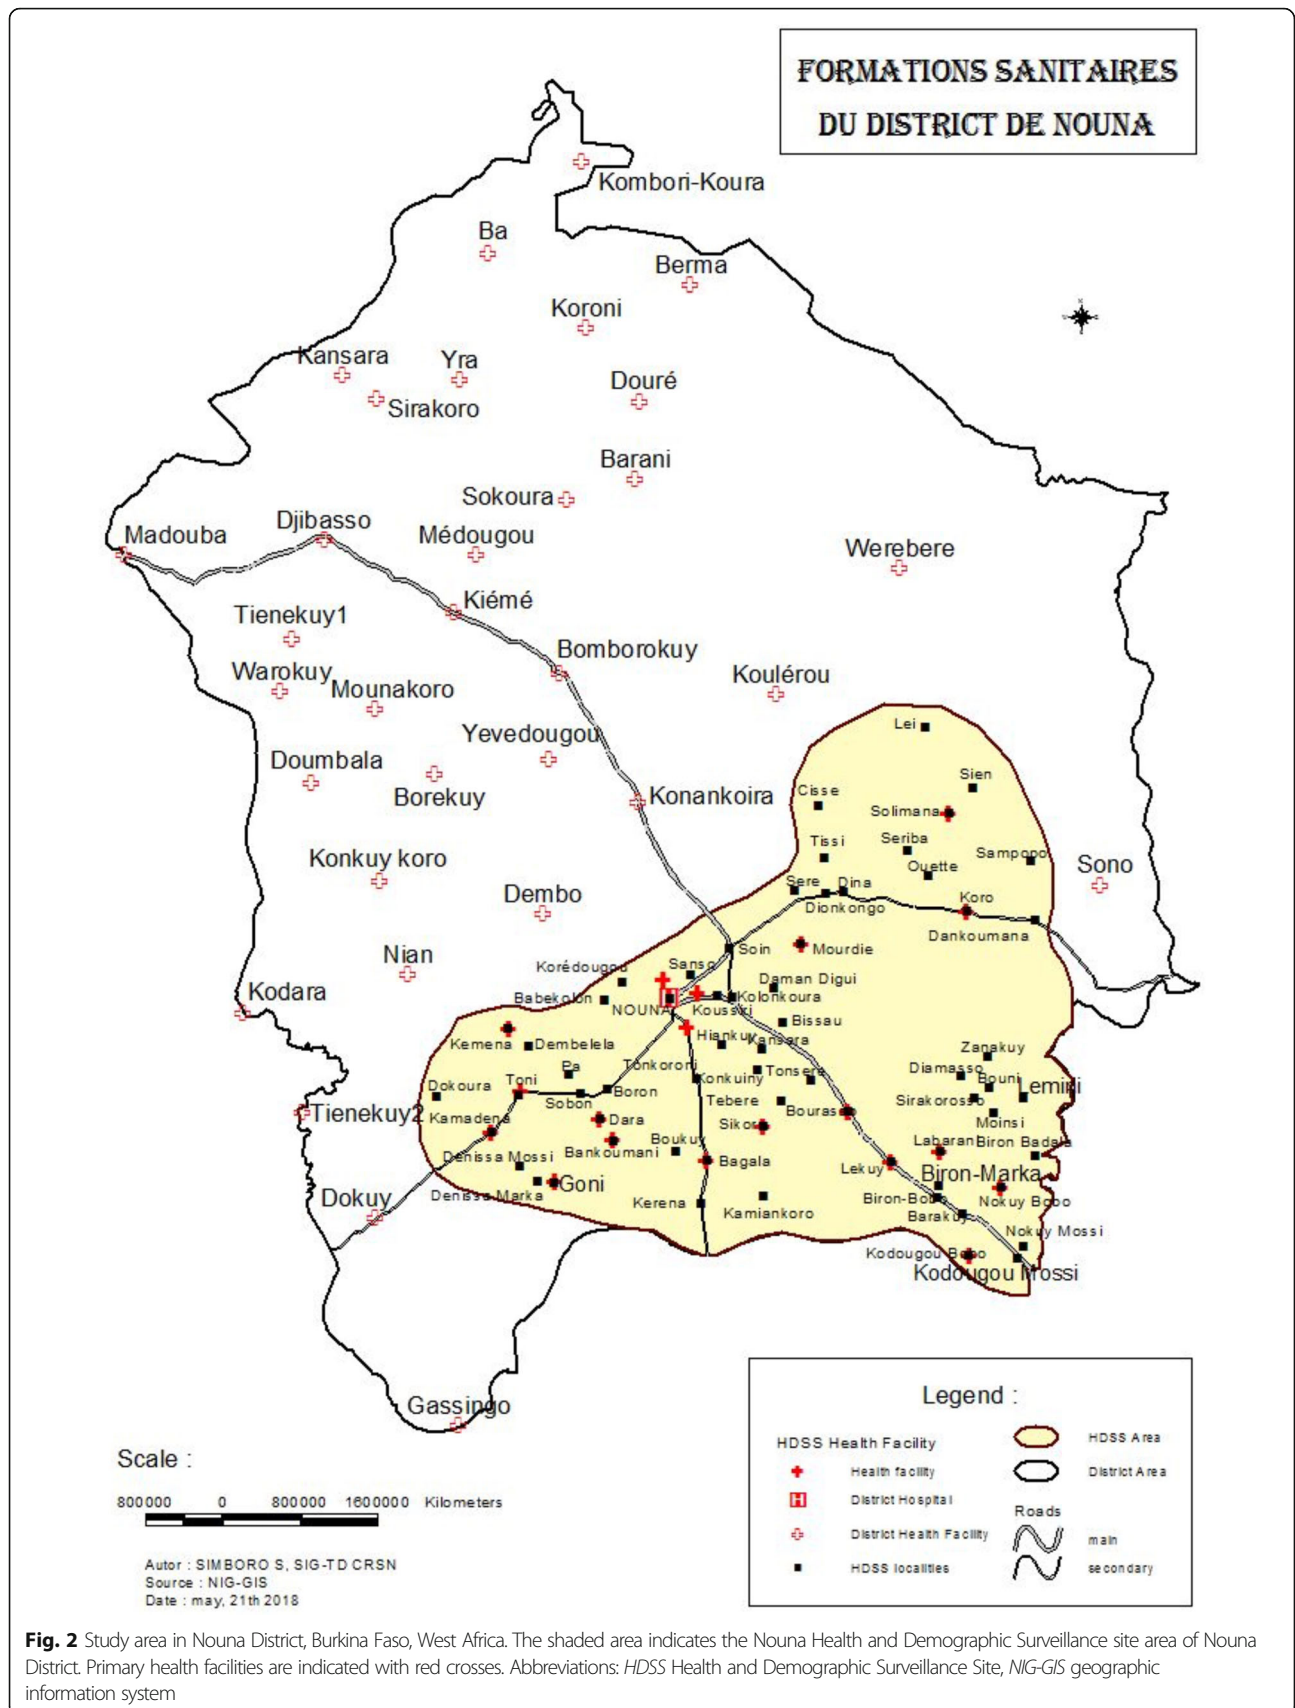 FORMATIONS SANITAIRES
DU DISTRICT DE NOUNA
Kombori-Koura
Ba
Berma
Koroni
Kansara
Yra
Sirakoro
Douré
Barani
Sokoura
Madouba
Djibasso
Médougou
Werebere
Kiémé
Tienekuy1
Bomborokuy
Warokuy
Mounakoro
Koulérou
Yevedougou
Lei
Doumbala
Borekuy
Konankoira
Sien
Cisse
Solimana
Tissi
Seriba
Konkuy koro
Ouette
Sampopo
Sono
Dembo
Sere
Dina
Koro
Dionkongo
Dankoumana
Soin
Mourdie
Nian
Korédougou
Sanso
Daman Digui
Kodara
Babekolon
NOUNA
Koussiri
Kolonkoura
Bissau
Kemena
Dembelela
Hiankuy
Kansara
Zanakuy
Pa
Tonkoroni
Diamasso
Dokoura
Toni
Konkuiny
Tonsere
Bouni
Lemini
Tienekuy2
Sobon
Boron
Tebere
Bourasso
Sirakorosso
Kamadena
Dara
Sikoro
Moinsi
Bankoumani
Boukuy
Labarani
Biron Badala
Denissa Mossi
Bagala
Lekuy
Biron-Marka
Denissa Marka
Goni
Dokuy
Kerena
Kamiankoro
Biron-Bobo
Nokuy Bobo
Barakuy
Nokuy Mossi
Kodougou Bobo
Kodougou Mossi
Gassingo
Legend :
HDSS Health Facility
Health facility
District Hospital
District Health Facility
HDSS localities
HDSS Area
District Area
Roads
main
secondary
Scale :
800000 0 800000 1600000 Kilometers
Autor : SIMBORO S, SIG-TD CRSN
Source : NIG-GIS
Date : may, 21th 2018
Fig. 2 Study area in Nouna District, Burkina Faso, West Africa. The shaded area indicates the Nouna Health and Demographic Surveillance site area of Nouna
District. Primary health facilities are indicated with red crosses. Abbreviations: HDSS Health and Demographic Surveillance Site, NIG-GIS geographic
information system